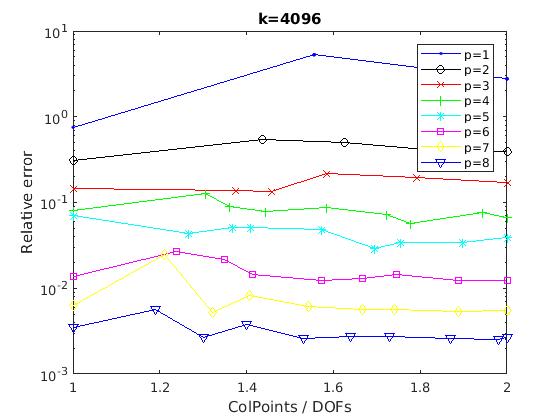 k=4096
10^1
10^0
10^-1
10^-2
10^-3
Relative error
p=1
p=2
p=3
p=4
p=5
p=6
p=7
p=8
1 1.2 1.4 1.6 1.8 2
ColPoints / DOFs